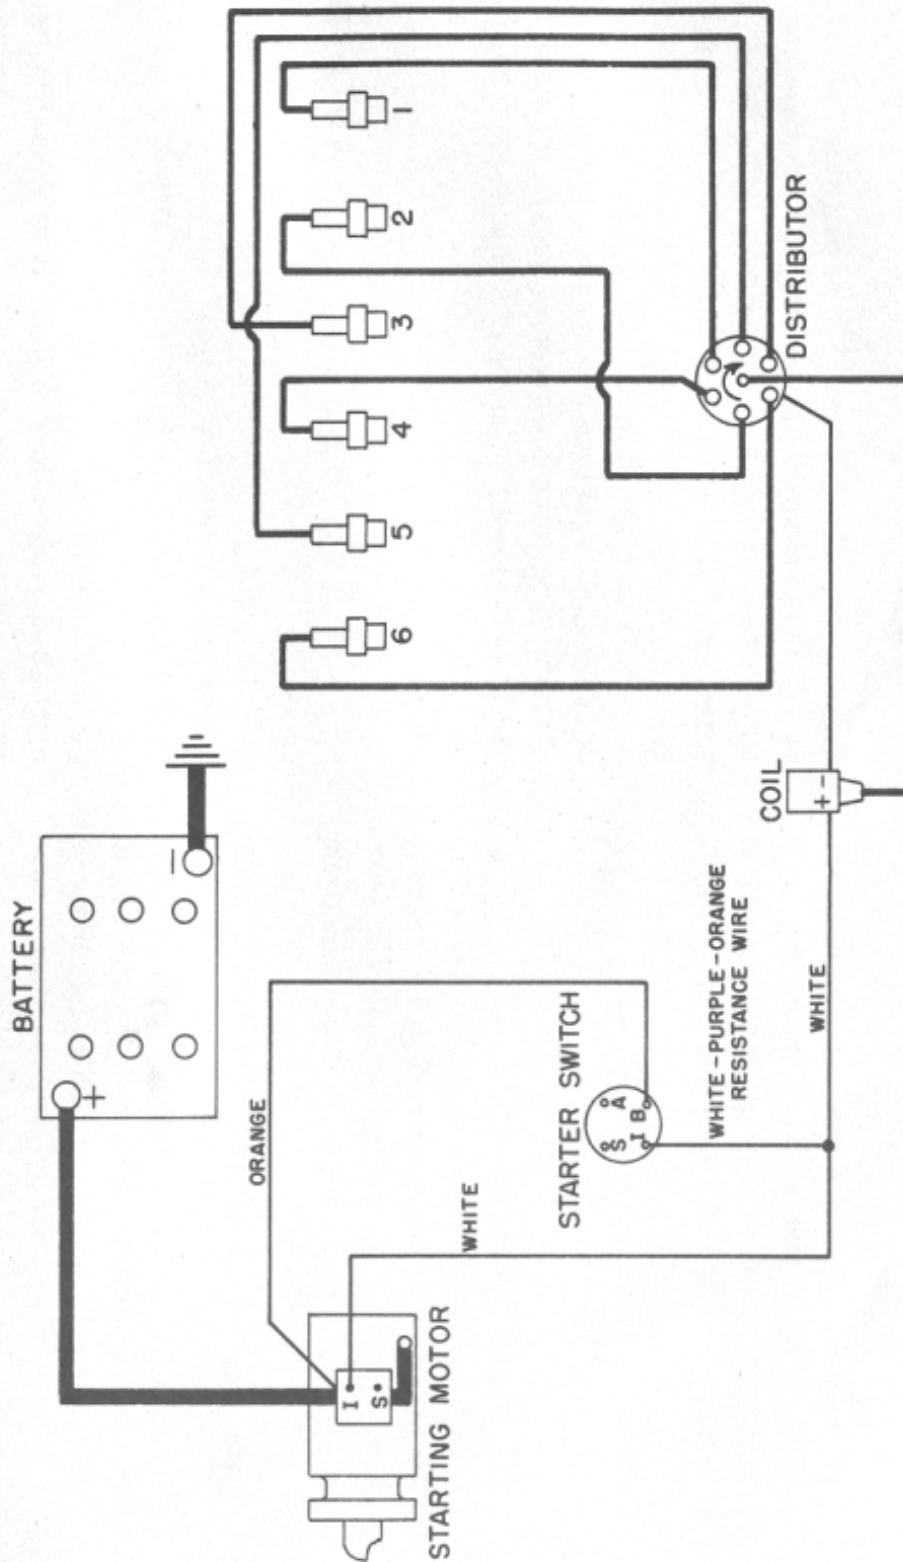 BATTERY
+
−
1
2
3
4
5
6
DISTRIBUTOR
COIL
+ -
ORANGE
STARTER SWITCH
S A
I B
WHITE-PURPLE-ORANGE
RESISTANCE WIRE
WHITE
WHITE
I
S
STARTING MOTOR